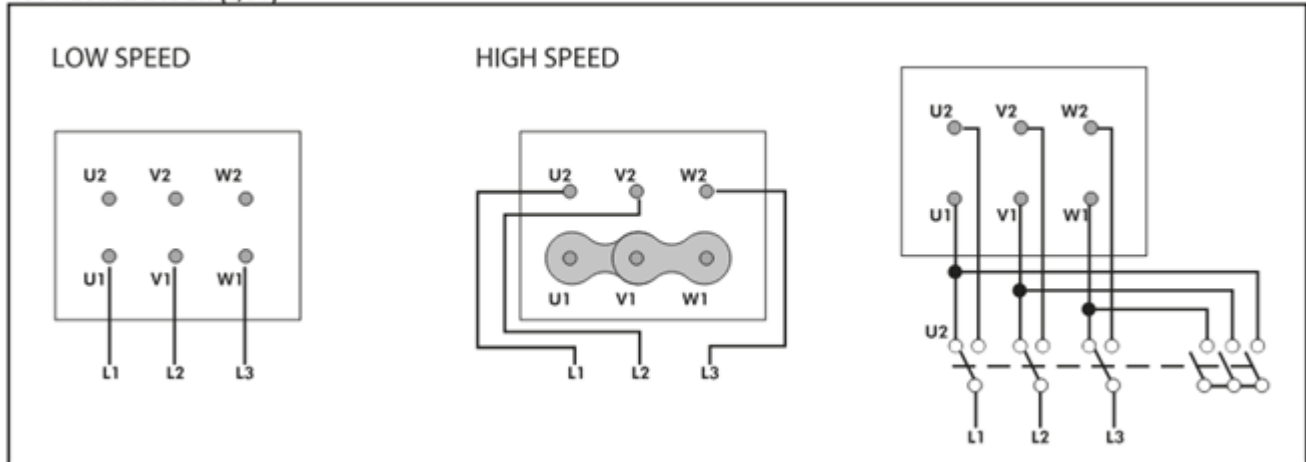 LOW SPEED
U2 V2 W2
U1 V1 W1
L1 L2 L3
HIGH SPEED
U2 V2 W2
U1 V1 W1
L1 L2 L3
U2 V2 W2
U1 V1 W1
U2
L1 L2 L3